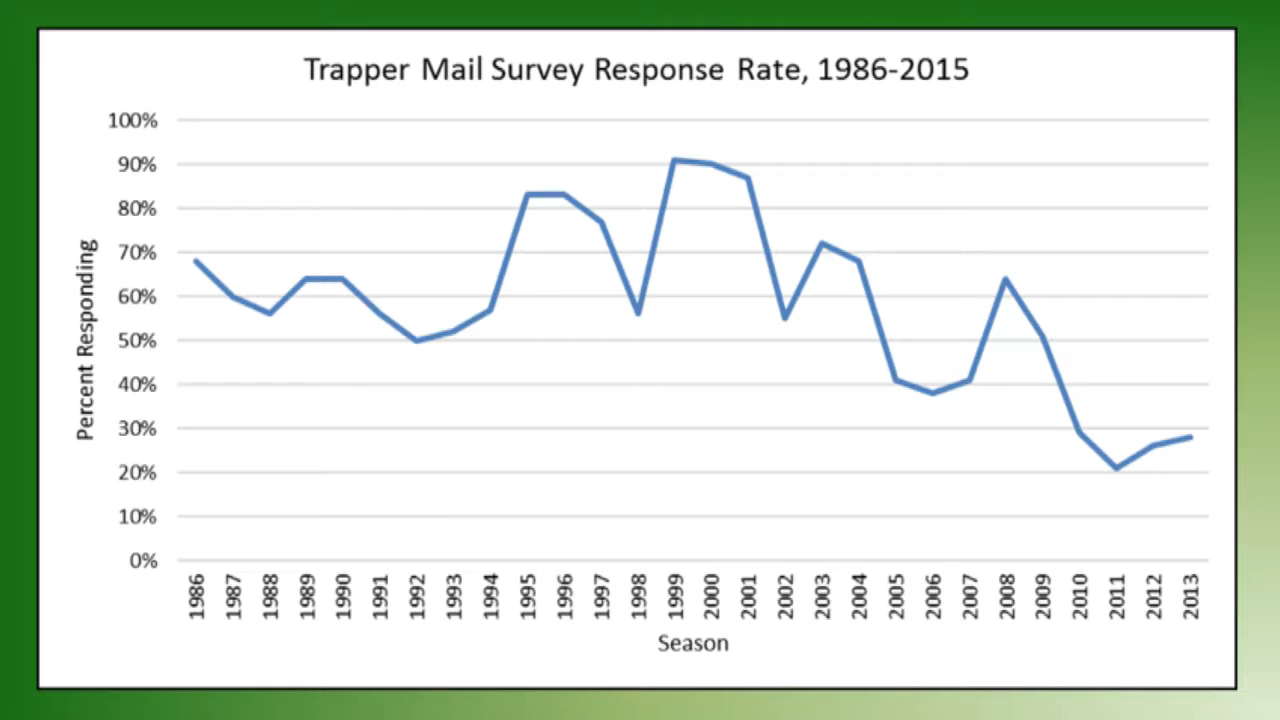 Trapper Mail Survey Response Rate, 1986-2015
100%
90%
80%
70%
60%
50%
40%
30%
20%
10%
0%
Percent Responding
1986 1987 1988 1989 1990 1991 1992 1993 1994 1995 1996 1997 1998 1999 2000 2001 2002 2003 2004 2005 2006 2007 2008 2009 2010 2011 2012 2013
Season